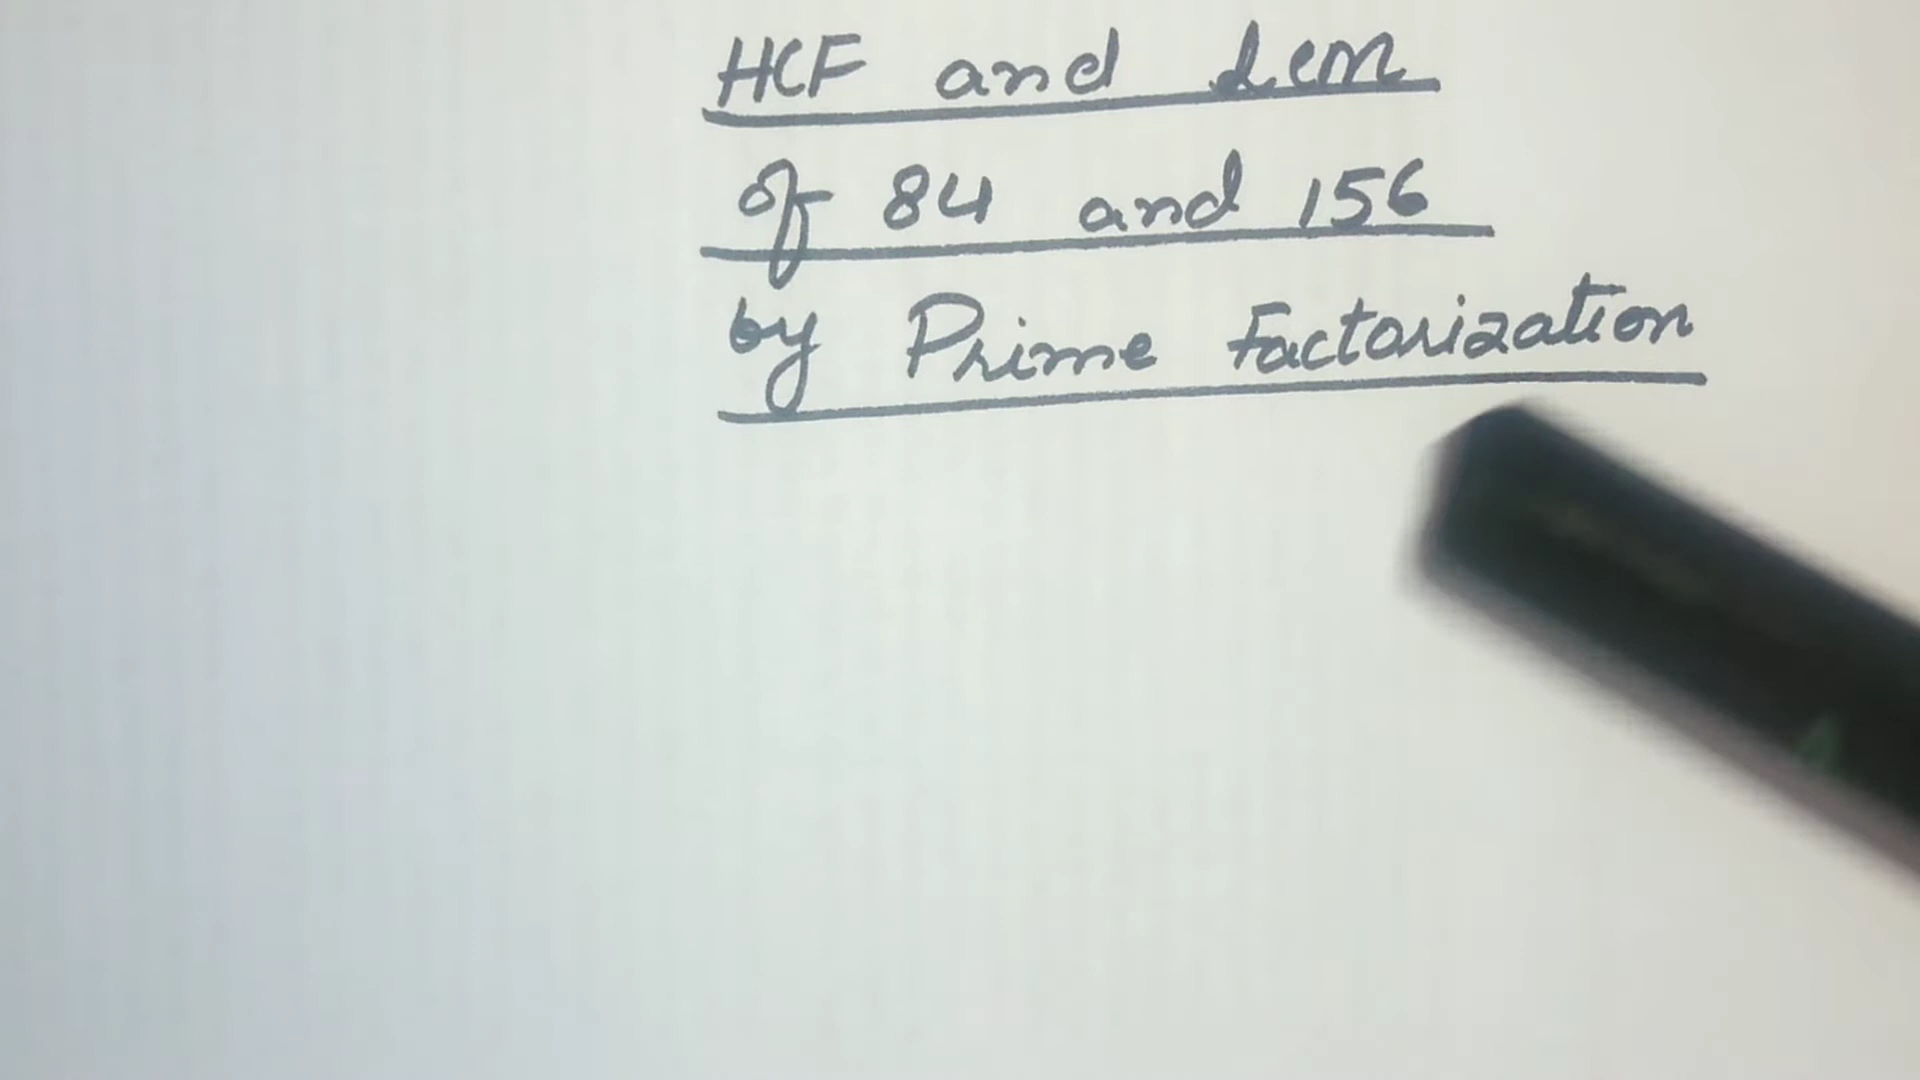 HCF and LCM
of 84 and 156
by Prime Factorization